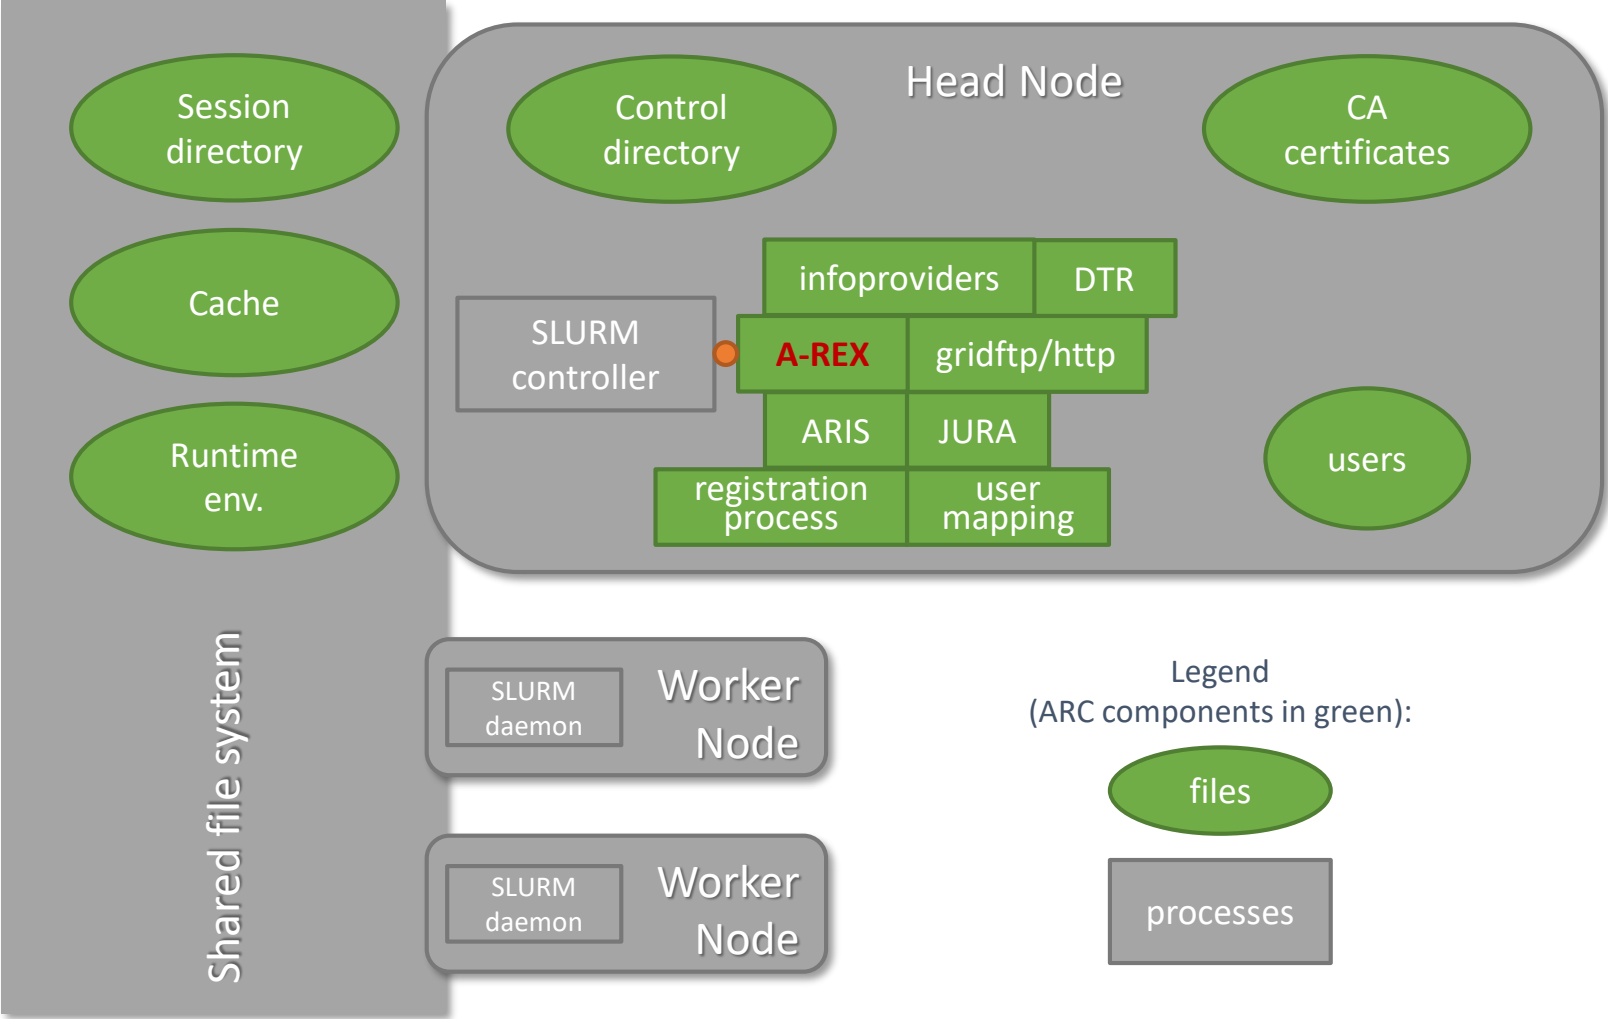 Session
directory
Cache
Runtime
env.
Shared file system
Head Node
Control
directory
CA
certificates
infoproviders
DTR
SLURM
controller
A-REX
gridftp/http
ARIS
JURA
registration
process
user
mapping
users
SLURM
daemon
Worker
Node
SLURM
daemon
Worker
Node
Legend
(ARC components in green):
files
processes